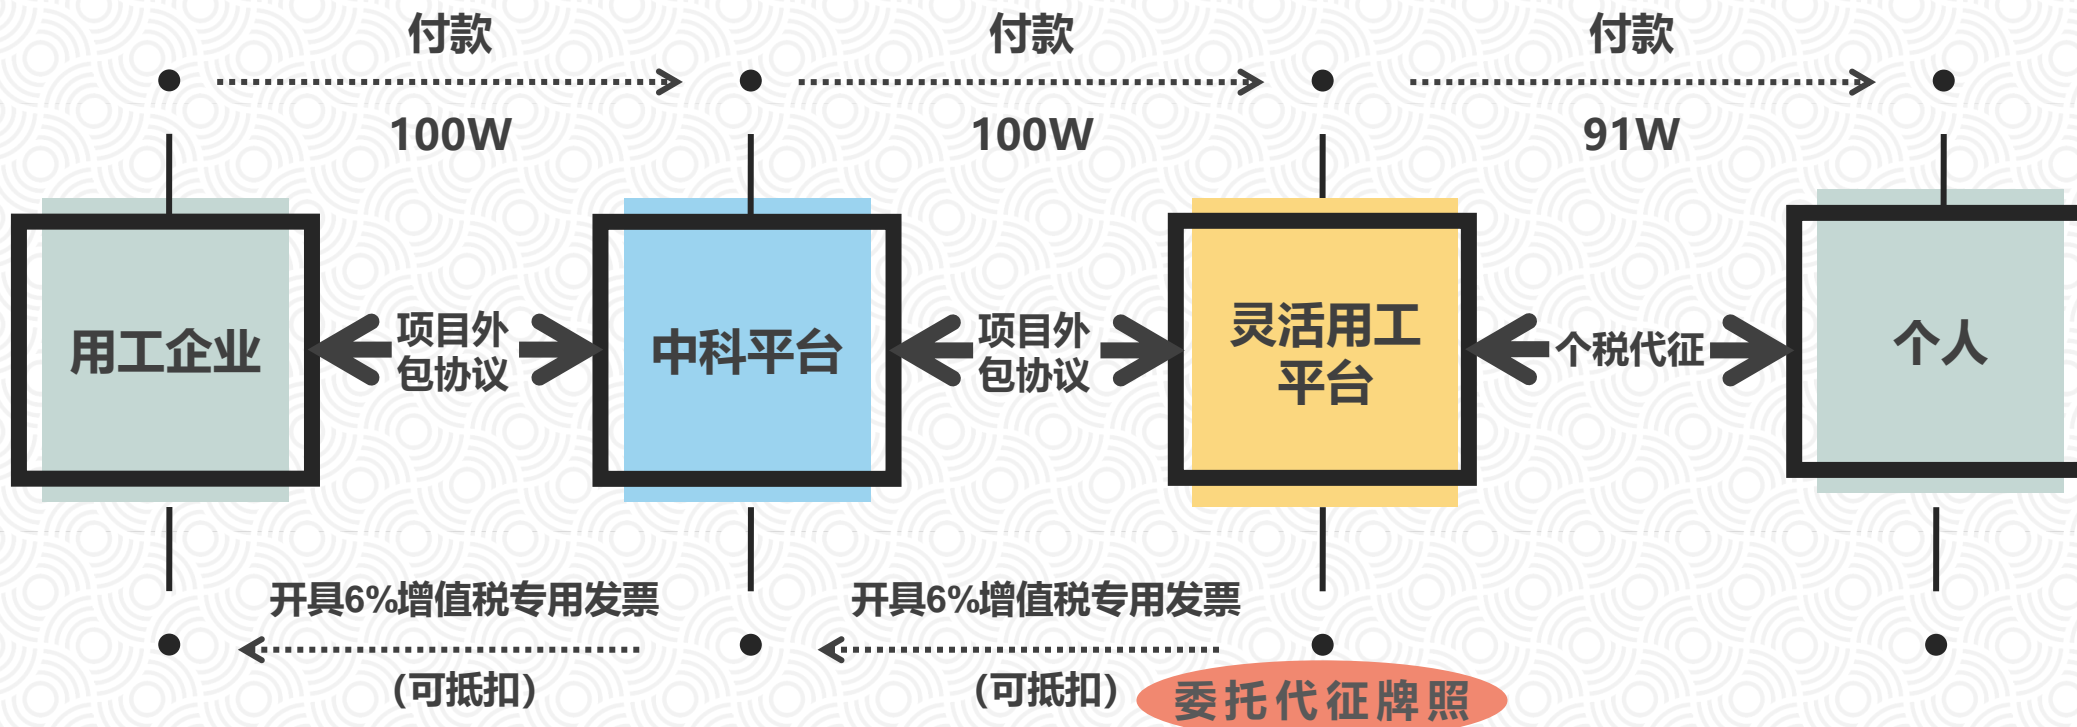 付款
付款
付款
100W
100W
91W
用工企业
项目外
包协议
中科平台
项目外
包协议
灵活用工
平台
个税代征
个人
开具6%增值税专用发票
开具6%增值税专用发票
(可抵扣)
(可抵扣)
委托代征牌照